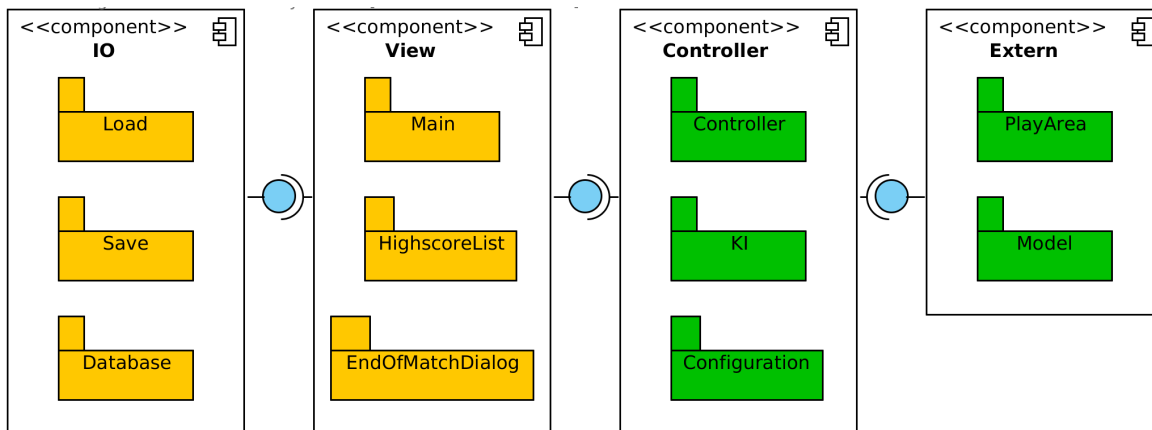 <<component>>
IO
Load
Save
Database
<<component>>
View
Main
HighscoreList
EndOfMatchDialog
<<component>>
Controller
Controller
KI
Configuration
<<component>>
Extern
PlayArea
Model